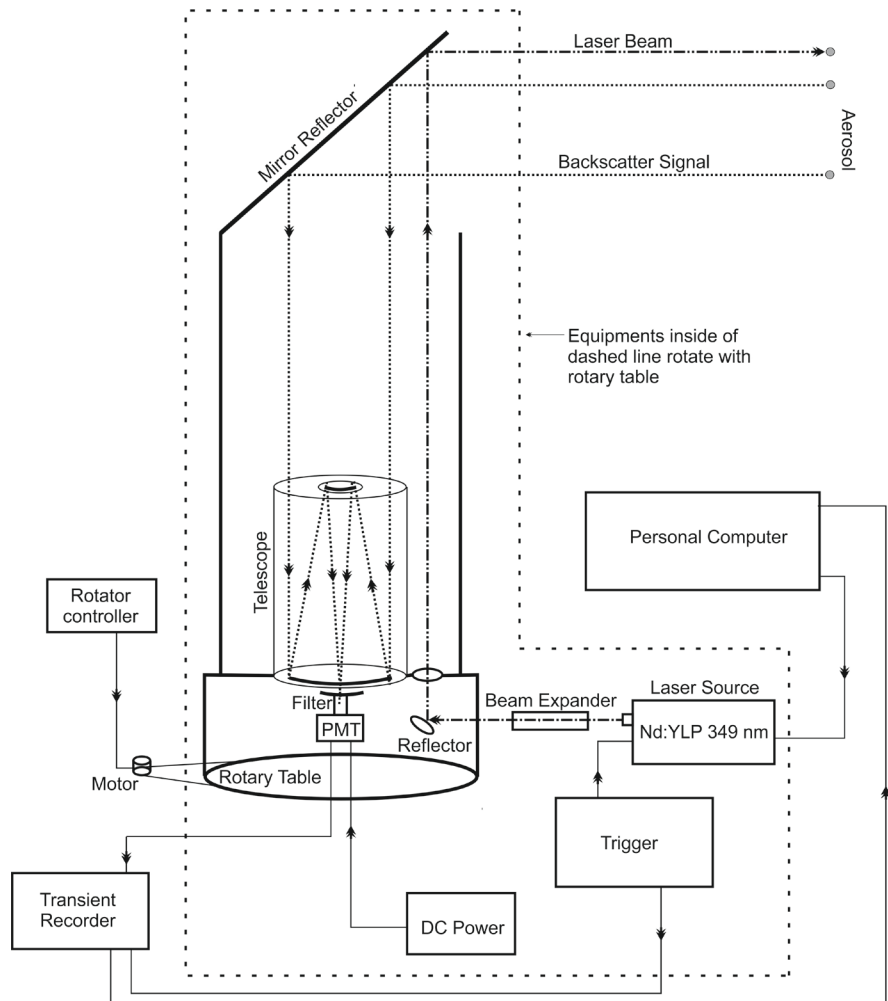 Laser Beam
Mirror Reflector
Aerosol
Backscatter Signal
Equipments inside of
dashed line rotate with
rotary table
Telescope
Personal Computer
Rotator
controller
Laser Source
Beam Expander
Nd:YLP 349 nm
Filter
PMT
Reflector
Motor
Rotary Table
Trigger
Transient
Recorder
DC Power